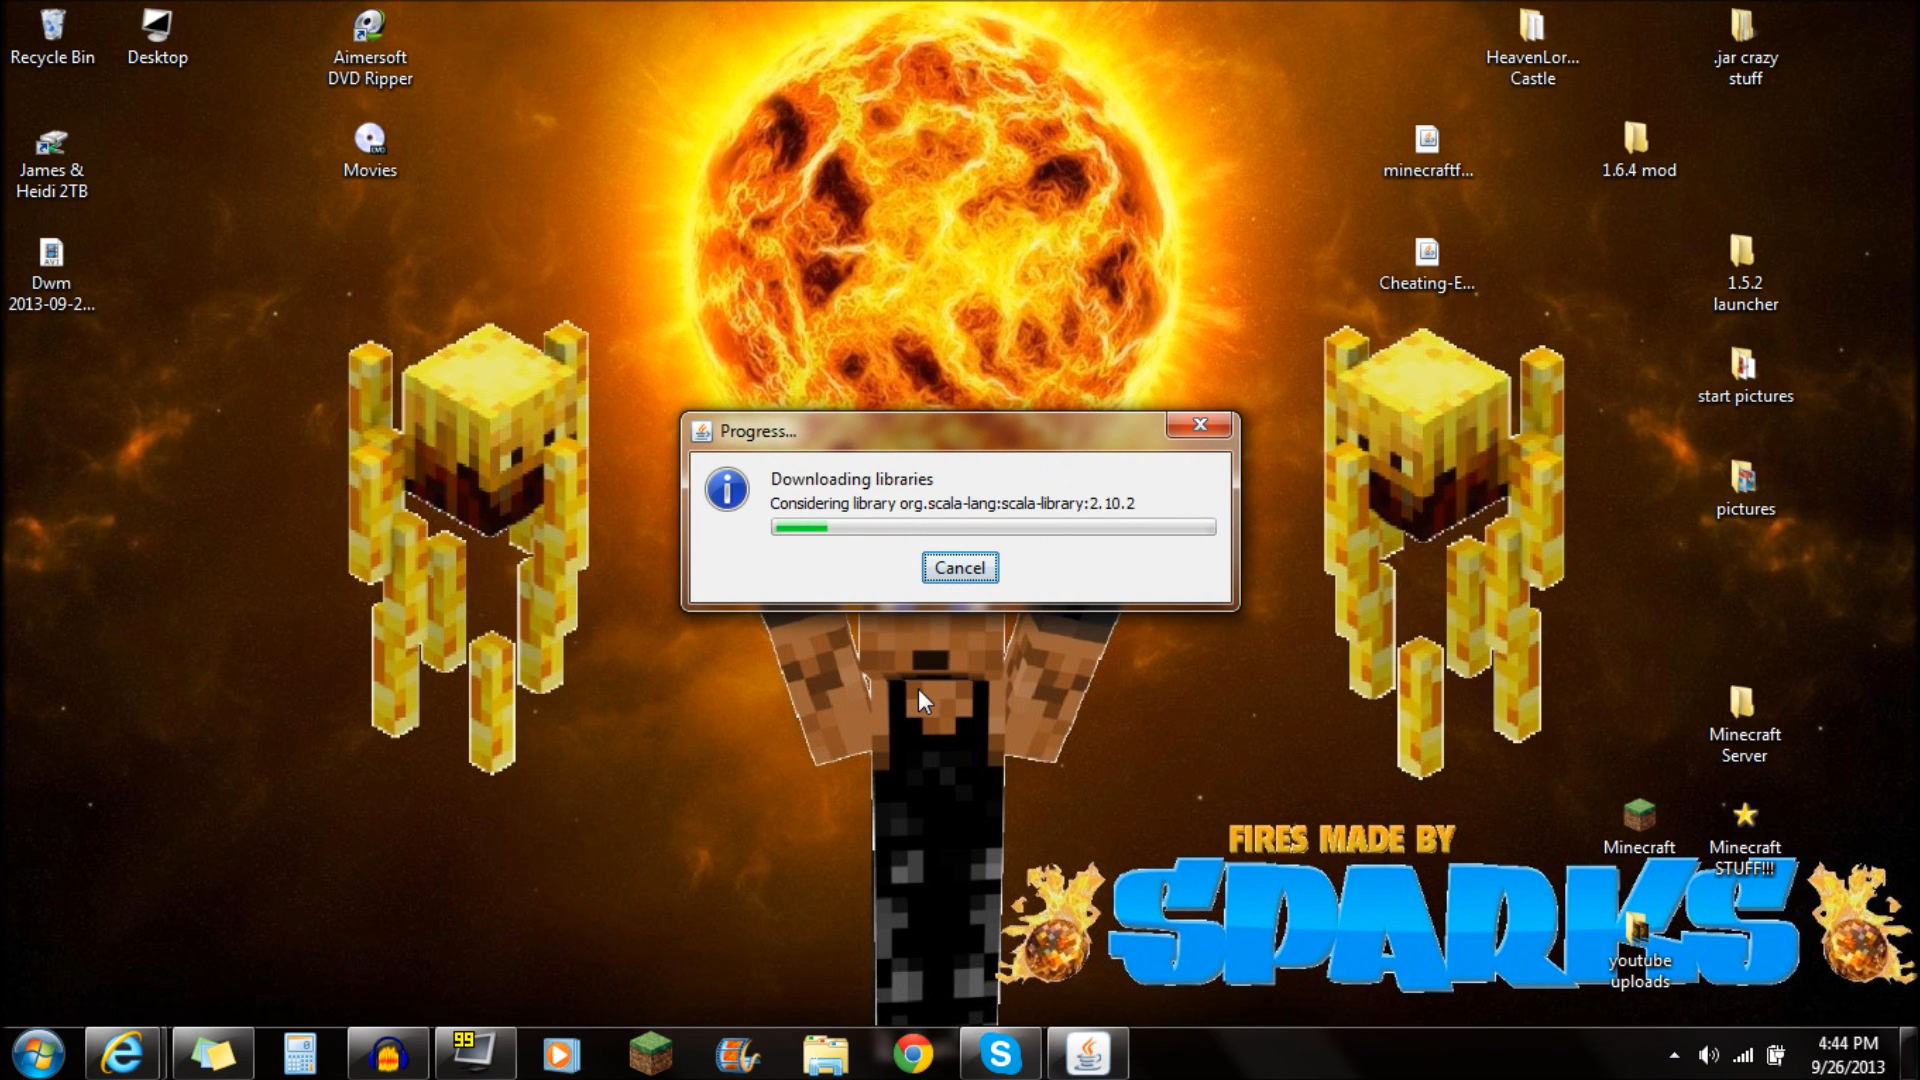 Recycle Bin
Desktop
Aimersoft
DVD Ripper
HeavenLor...
Castle
.jar crazy
stuff
James &
Heidi 2TB
Movies
minecraftf...
1.6.4 mod
Dwm
2013-09-2...
Cheating-E...
1.5.2
launcher
start pictures
pictures
Progress...
Downloading libraries
Considering library org.scala-lang:scala-library:2.10.2
Cancel
Minecraft
Server
Minecraft
Minecraft
STUFF!!!
FIRES MADE BY
SPARKS
youtube
uploads
99
4:44 PM
9/26/2013